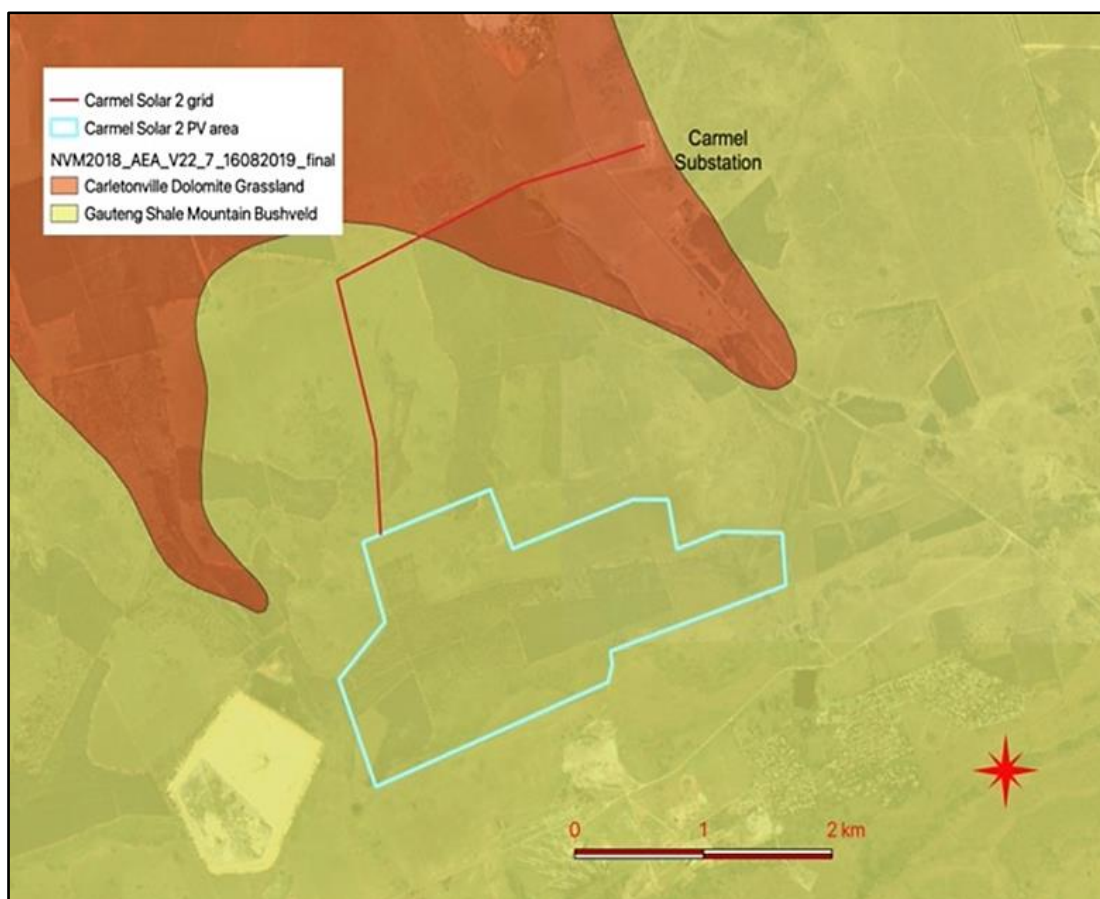 Carmel Solar 2 grid
Carmel Solar 2 PV area
NVM2018_AEA_V22_7_16082019_final
Carletonville Dolomite Grassland
Gauteng Shale Mountain Bushveld
Carmel
Substation
0 1 2 km